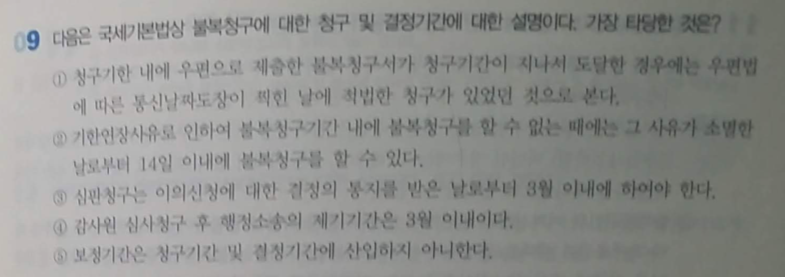 09 다음은 국세기본법상 불복청구에 대한 청구 및 결정기간에 대한 설명이다. 가장 타당한 것은?
① 청구기한 내에 우편으로 제출한 불복청구서가 청구기간이 지나서 도달한 경우에는 우편법
에 따른 통신날짜도장이 찍힌 날에 적법한 청구가 있었던 것으로 본다.
② 기한연장사유로 인하여 불복청구기간 내에 불복청구를 할 수 없는 때에는 그 사유가 소멸한
날로부터 14일 이내에 불복청구를 할 수 있다.
③ 심판청구는 이의신청에 대한 결정의 통지를 받은 날로부터 3월 이내에 하여야 한다.
④ 감사원 심사청구 후 행정소송의 제기기간은 3월 이내이다.
⑤ 보정기간은 청구기간 및 결정기간에 산입하지 아니한다.